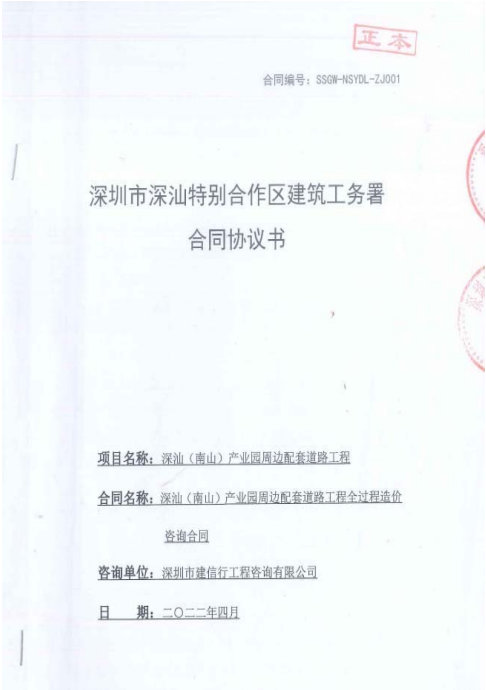 正本
合同编号：SSGW-NSYDL-ZJ001
深圳市深汕特别合作区建筑工务署
合同协议书
项目名称：深汕（南山）产业园周边配套道路工程
合同名称：深汕（南山）产业园周边配套道路工程全过程造价
咨询合同
咨询单位：深圳市建信行工程咨询有限公司
日　期：二〇二二年四月